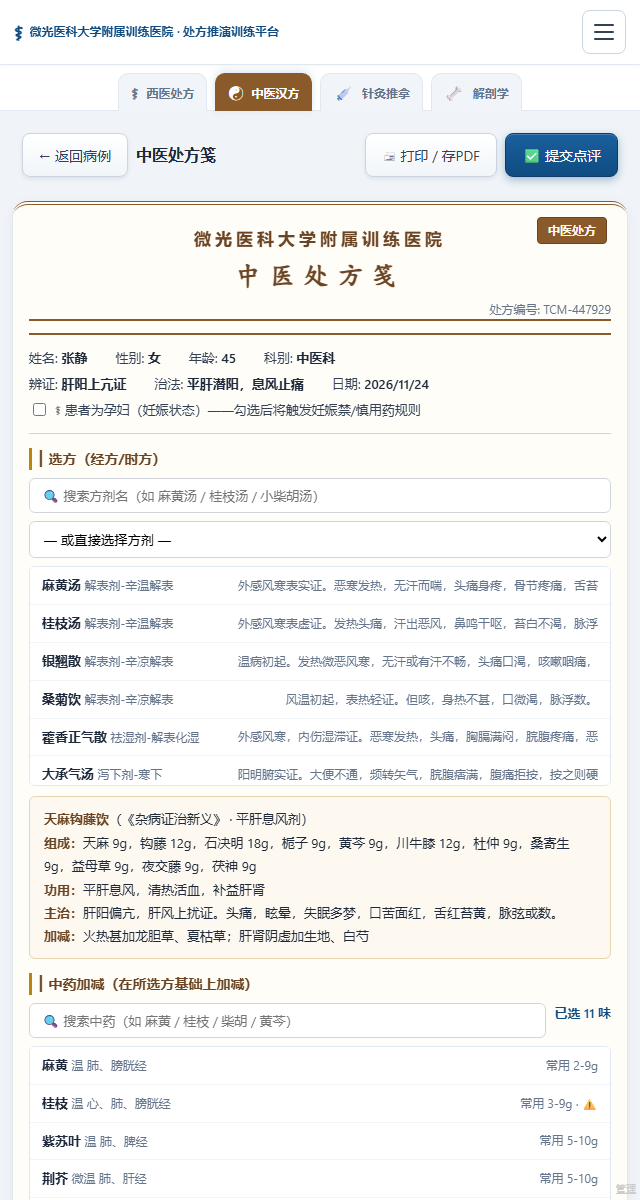 微光医科大学附属训练医院 · 处方推演训练平台
西医处方 中医汉方 针灸推拿 解剖学
← 返回病例 中医处方笺 打印 / 存PDF 提交点评
中医处方
微光医科大学附属训练医院
中医处方笺
处方编号: TCM-447929
姓名: 张静 性别: 女 年龄: 45 科别: 中医科
辨证: 肝阳上亢证 治法: 平肝潜阳，息风止痛 日期: 2026/11/24
患者为孕妇（妊娠状态）——勾选后将触发妊娠禁/慎用药规则
选方（经方/时方）
搜索方剂名（如 麻黄汤 / 桂枝汤 / 小柴胡汤）
— 或直接选择方剂 —
麻黄汤 解表剂-辛温解表 外感风寒表实证。恶寒发热，无汗而喘，头痛身疼，骨节疼痛，舌苔
桂枝汤 解表剂-辛温解表 外感风寒表虚证。发热头痛，汗出恶风，鼻鸣干呕，苔白不渴，脉浮
银翘散 解表剂-辛凉解表 温病初起。发热微恶风寒，无汗或有汗不畅，头痛口渴，咳嗽咽痛，
桑菊饮 解表剂-辛凉解表 风温初起，表热轻证。但咳，身热不甚，口微渴，脉浮数。
藿香正气散 祛湿剂-解表化湿 外感风寒，内伤湿滞证。恶寒发热，头痛，胸膈满闷，脘腹疼痛，恶
大承气汤 泻下剂-寒下 阳明腑实证。大便不通，频转矢气，脘腹痞满，腹痛拒按，按之则硬
天麻钩藤饮（《杂病证治新义》 · 平肝息风剂）
组成：天麻 9g，钩藤 12g，石决明 18g，栀子 9g，黄芩 9g，川牛膝 12g，杜仲 9g，桑寄生
9g，益母草 9g，夜交藤 9g，茯神 9g
功用：平肝息风，清热活血，补益肝肾
主治：肝阳偏亢，肝风上扰证。头痛，眩晕，失眠多梦，口苦面红，舌红苔黄，脉弦或数。
加减：火热甚加龙胆草、夏枯草；肝肾阴虚加生地、白芍
中药加减（在所选方基础上加减）
搜索中药（如 麻黄 / 桂枝 / 柴胡 / 黄芩） 已选 11 味
麻黄 温 肺、膀胱经 常用 2-9g
桂枝 温 心、肺、膀胱经 常用 3-9g ·
紫苏叶 温 肺、脾经 常用 5-10g
荆芥 微温 肺、肝经 常用 5-10g
管理